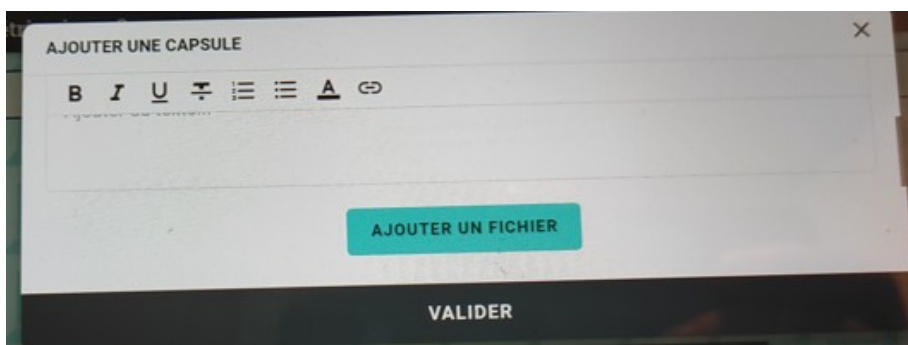 AJOUTER UNE CAPSULE
B I U T A
AJOUTER UN FICHIER
VALIDER